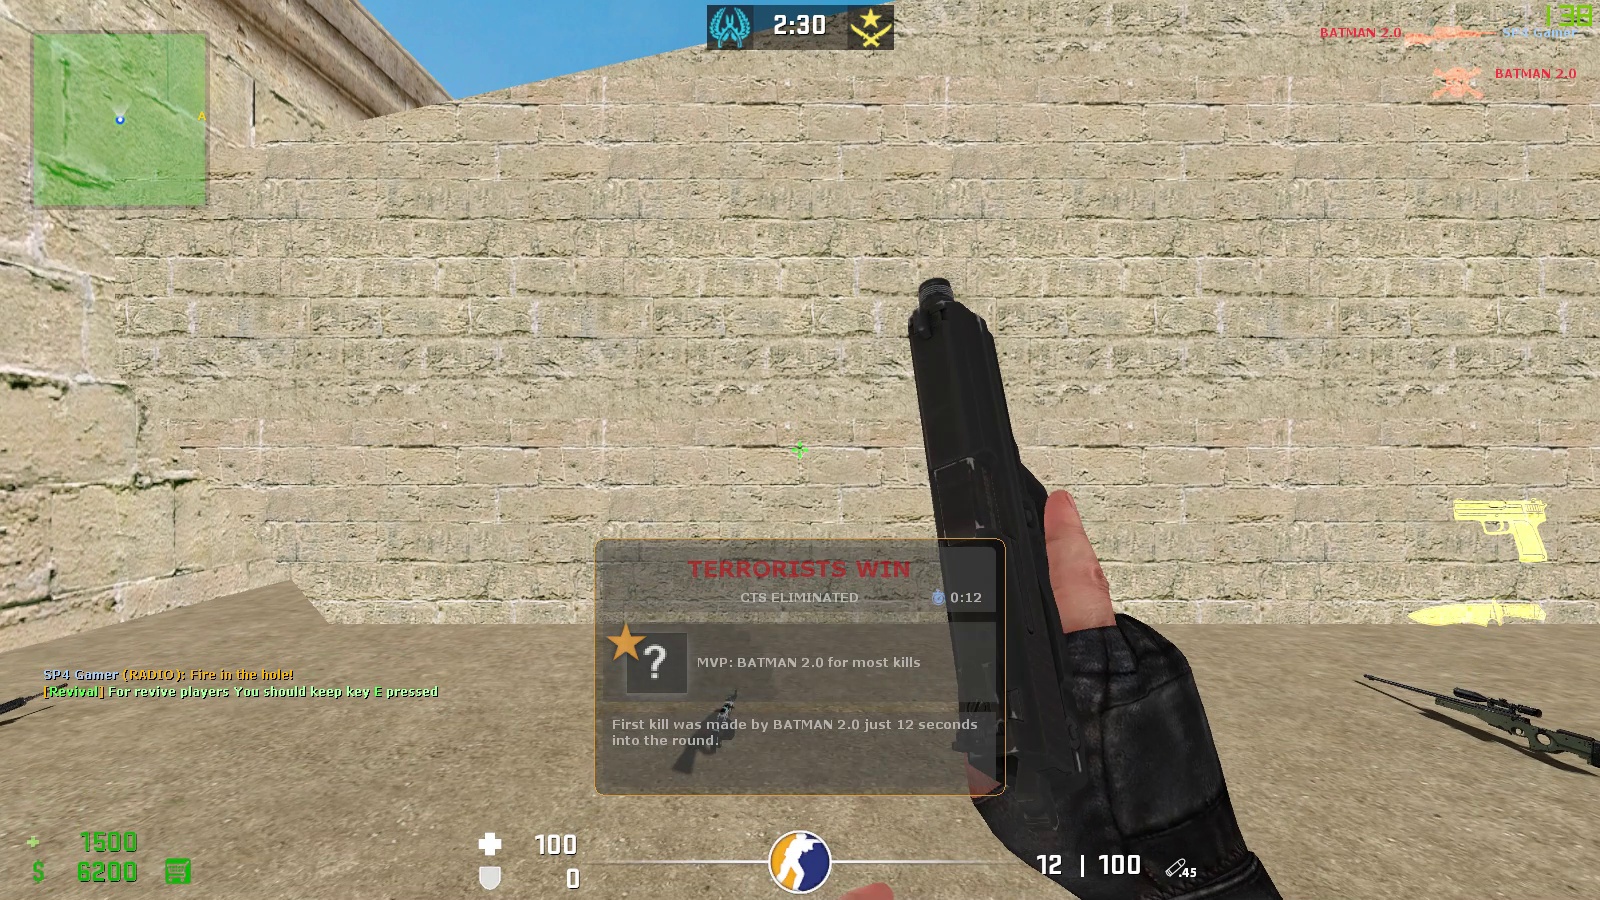 2:30
138
BATMAN 2.0 SP4 Gamer
BATMAN 2.0
A
TERRORISTS WIN
CTS ELIMINATED
0:12
?
MVP: BATMAN 2.0 for most kills
First kill was made by BATMAN 2.0 just 12 seconds
into the round.
SP4 Gamer (RADIO): Fire in the hole!
[Revival] For revive players You should keep key E pressed
1500
$ 6200
100
0
12 | 100
.45